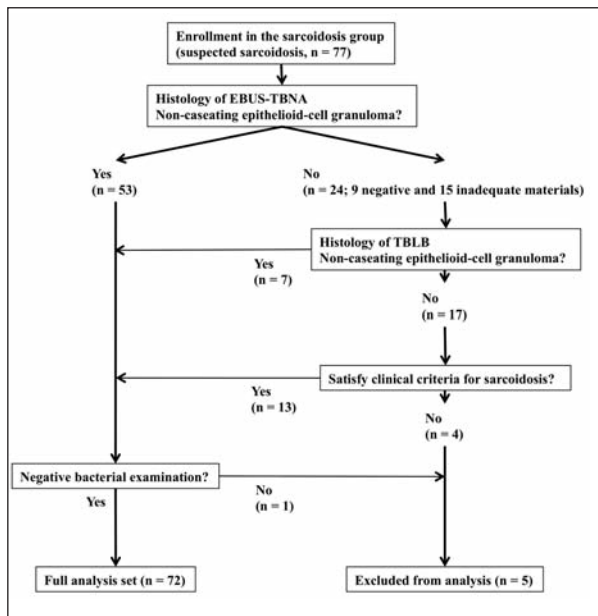 Enrollment in the sarcoidosis group
(suspected sarcoidosis, n = 77)
Histology of EBUS-TBNA
Non-caseating epithelioid-cell granuloma?
Yes
(n = 53)
No
(n = 24; 9 negative and 15 inadequate materials)
Histology of TBLB
Non-caseating epithelioid-cell granuloma?
Yes
(n = 7)
No
(n = 17)
Satisfy clinical criteria for sarcoidosis?
Yes
(n = 13)
No
(n = 4)
Negative bacterial examination?
Yes
No
(n = 1)
Full analysis set (n = 72)
Excluded from analysis (n = 5)